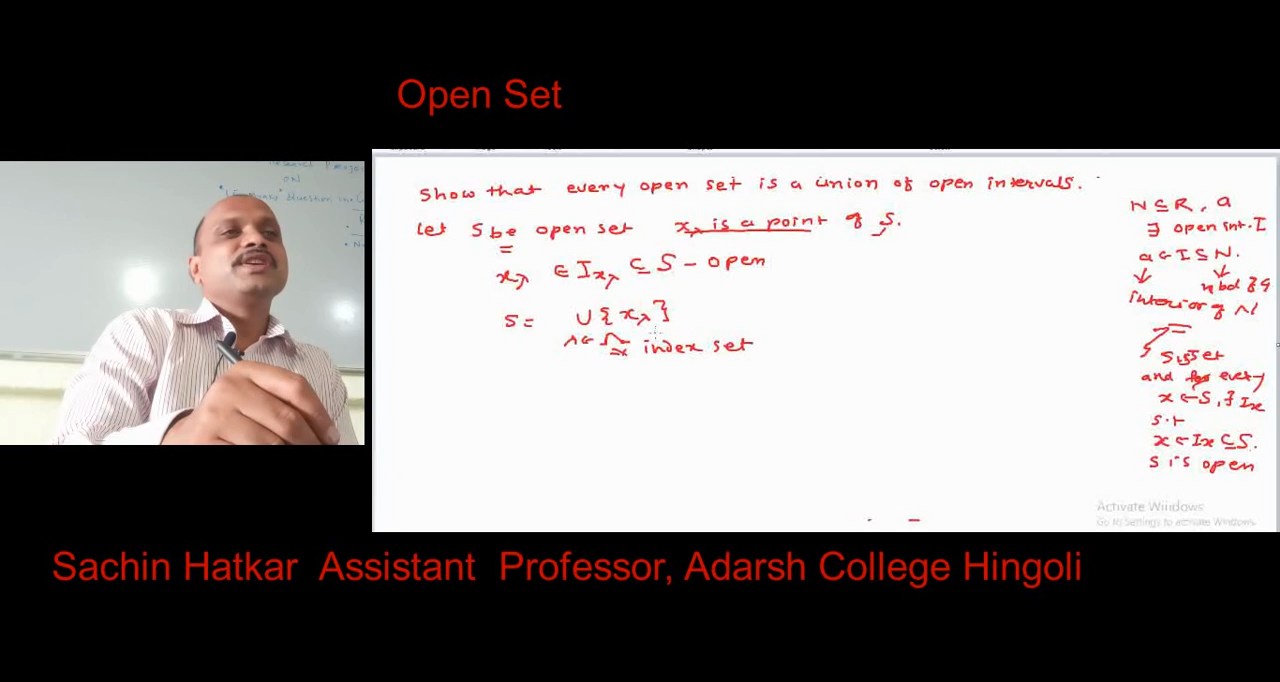 Open Set
ON
Show that every open set is a union of open intervals.
Let S be open set xλ is a point of S.
xλ ∈ Ixλ ⊆ S - open
S = ∪ {xλ}
λ∈ Λ index set
N ⊆ R, a
∃ open int. I
a ∈ I ⊆ N.
nbd of a
interior of N
S is set
and for every
x ∈ S, ∃ Ix
s.t
x ∈ Ix ⊆ S.
S is open
Activate Windows
Go to Settings to activate Windows.
Sachin Hatkar Assistant Professor, Adarsh College Hingoli